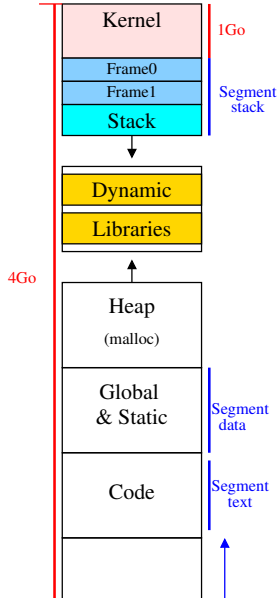 Kernel
1Go
Frame0
Frame1
Segment
stack
Stack
Dynamic
Libraries
4Go
Heap
(malloc)
Global
& Static
Segment
data
Code
Segment
text